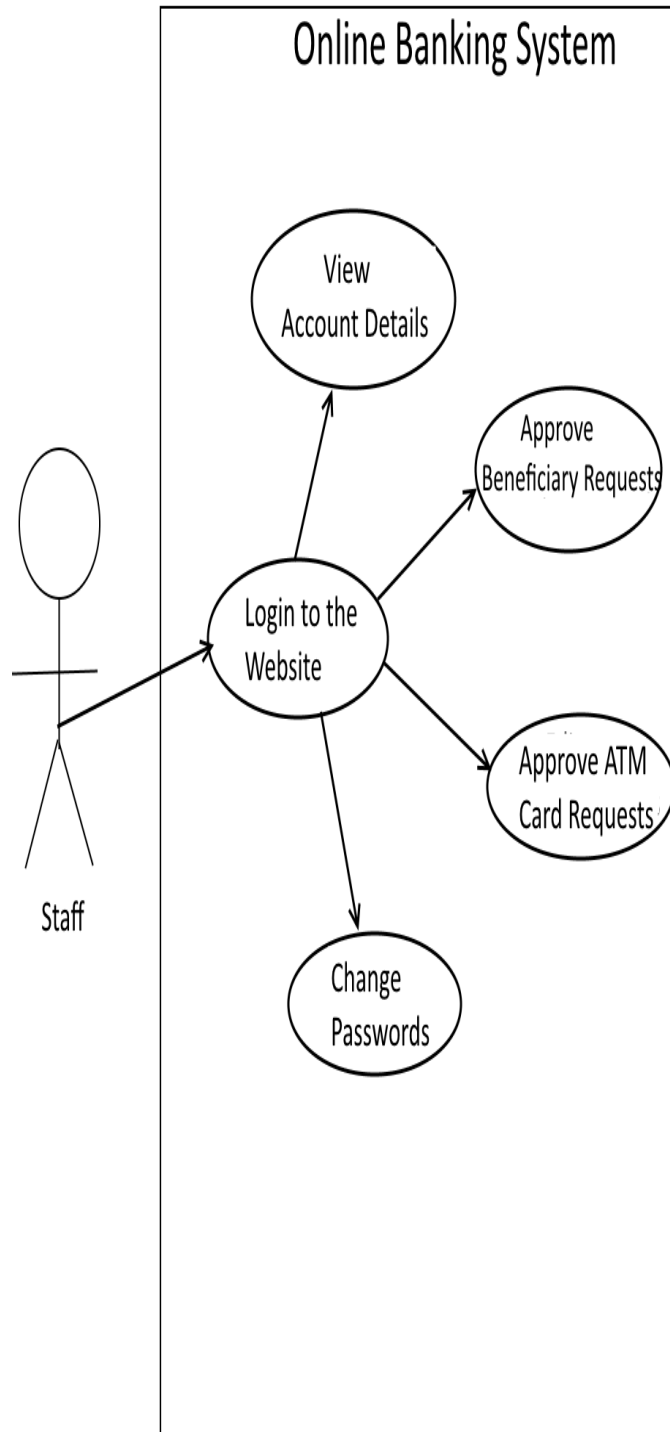 Online Banking System
View
Account Details
Approve
Beneficiary Requests
Login to the
Website
Approve ATM
Card Requests
Staff
Change
Passwords